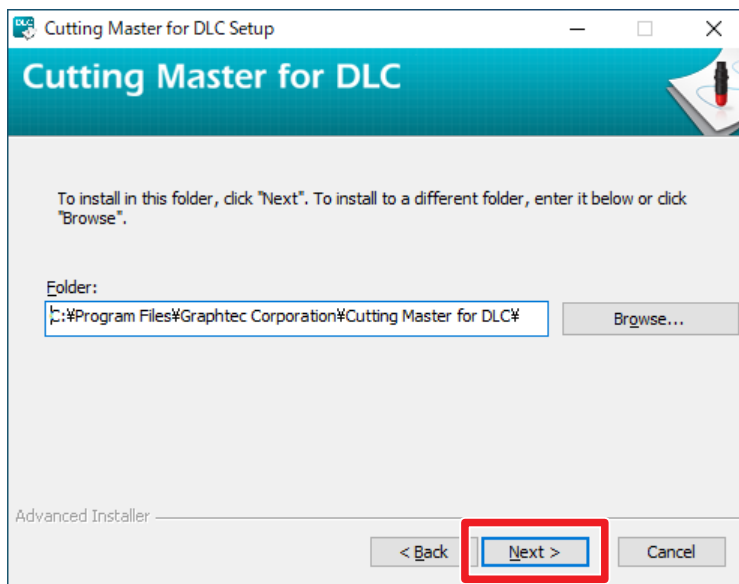 DLC
Cutting Master for DLC Setup
Cutting Master for DLC
To install in this folder, click "Next". To install to a different folder, enter it below or click
"Browse".
Folder:
C:¥Program Files¥Graphtec Corporation¥Cutting Master for DLC¥
Browse...
Advanced Installer
< Back
Next >
Cancel